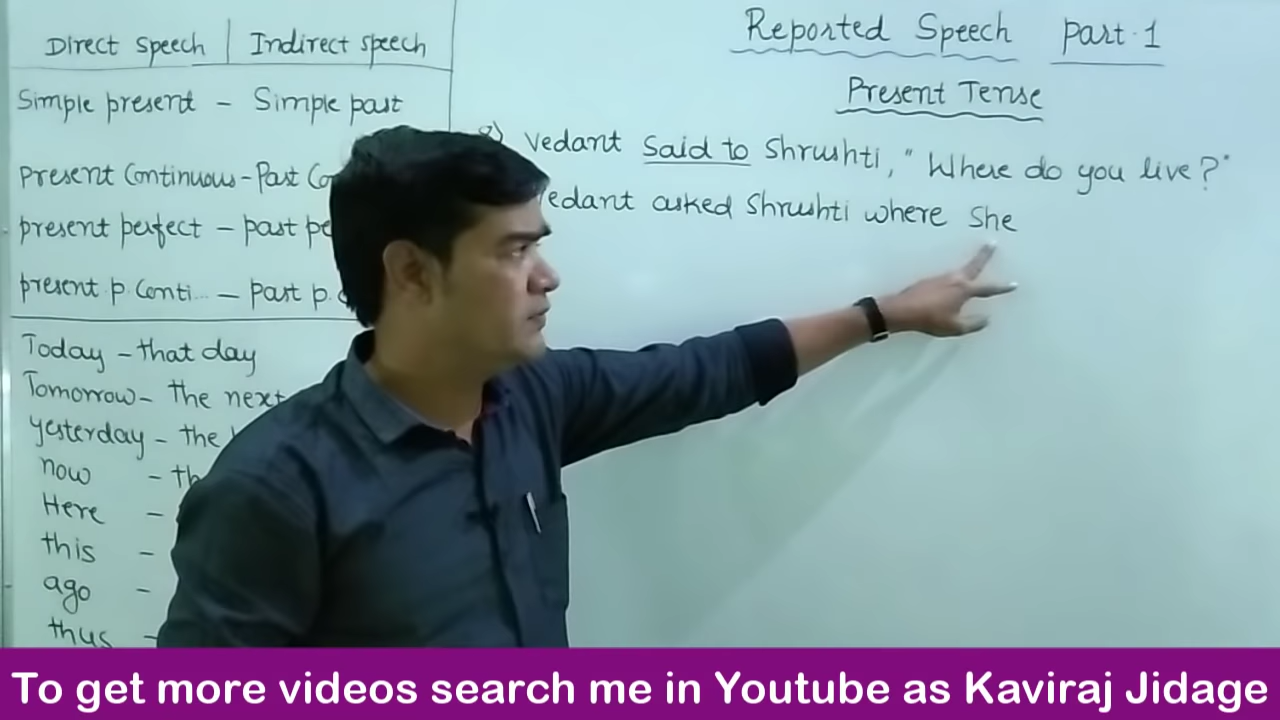 Direct Speech | Indirect Speech
Simple present - Simple past
present Continuous - Past
present perfect - past
present p. Conti... - Past p.
Today - that day
Tomorrow - The next
yesterday - the
now -
Here -
this -
ago -
thus -
Reported Speech Part-1
Present Tense
Vedant Said to Shrushti, "Where do you live?"
edant asked Shrushti where She
To get more videos search me in Youtube as Kaviraj Jidage